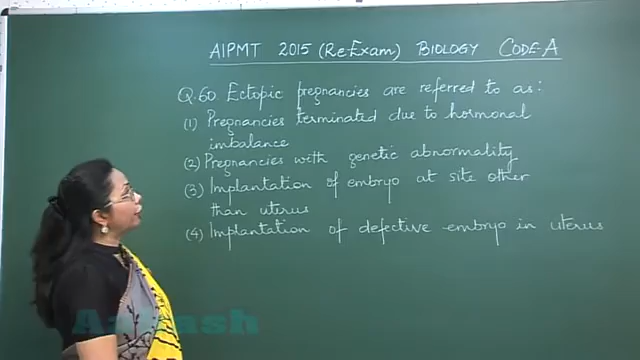 AIPMT 2015 (Re-Exam) BIOLOGY CODE-A
Q.60 Ectopic pregnancies are referred to as:
(1) Pregnancies terminated due to hormonal
imbalance
(2) Pregnancies with genetic abnormality
(3) Implantation of embryo at site other
than uterus
(4) Implantation of defective embryo in uterus
Aakash